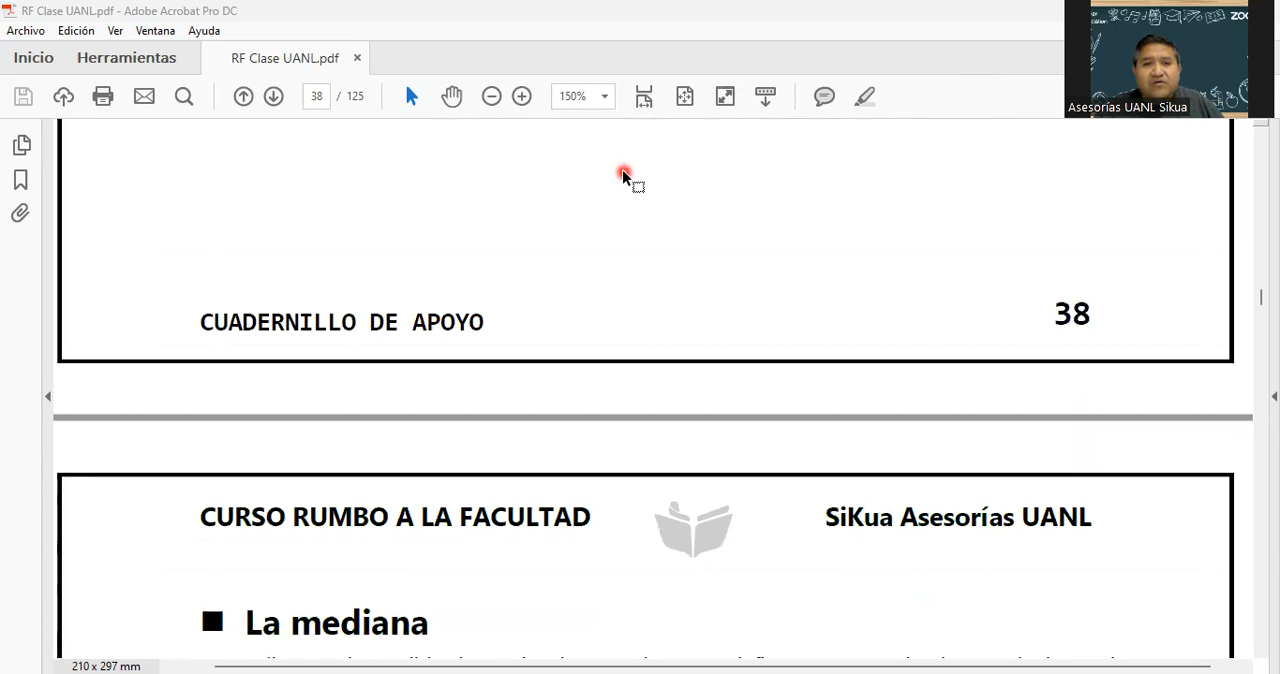 RF Clase UANL.pdf - Adobe Acrobat Pro DC
Archivo Edición Ver Ventana Ayuda
Inicio Herramientas RF Clase UANL.pdf ×
38 / 125 150%
ZOO
Asesorías UANL Sikua
CUADERNILLO DE APOYO 38
CURSO RUMBO A LA FACULTAD SiKua Asesorías UANL
■ La mediana
210 x 297 mm